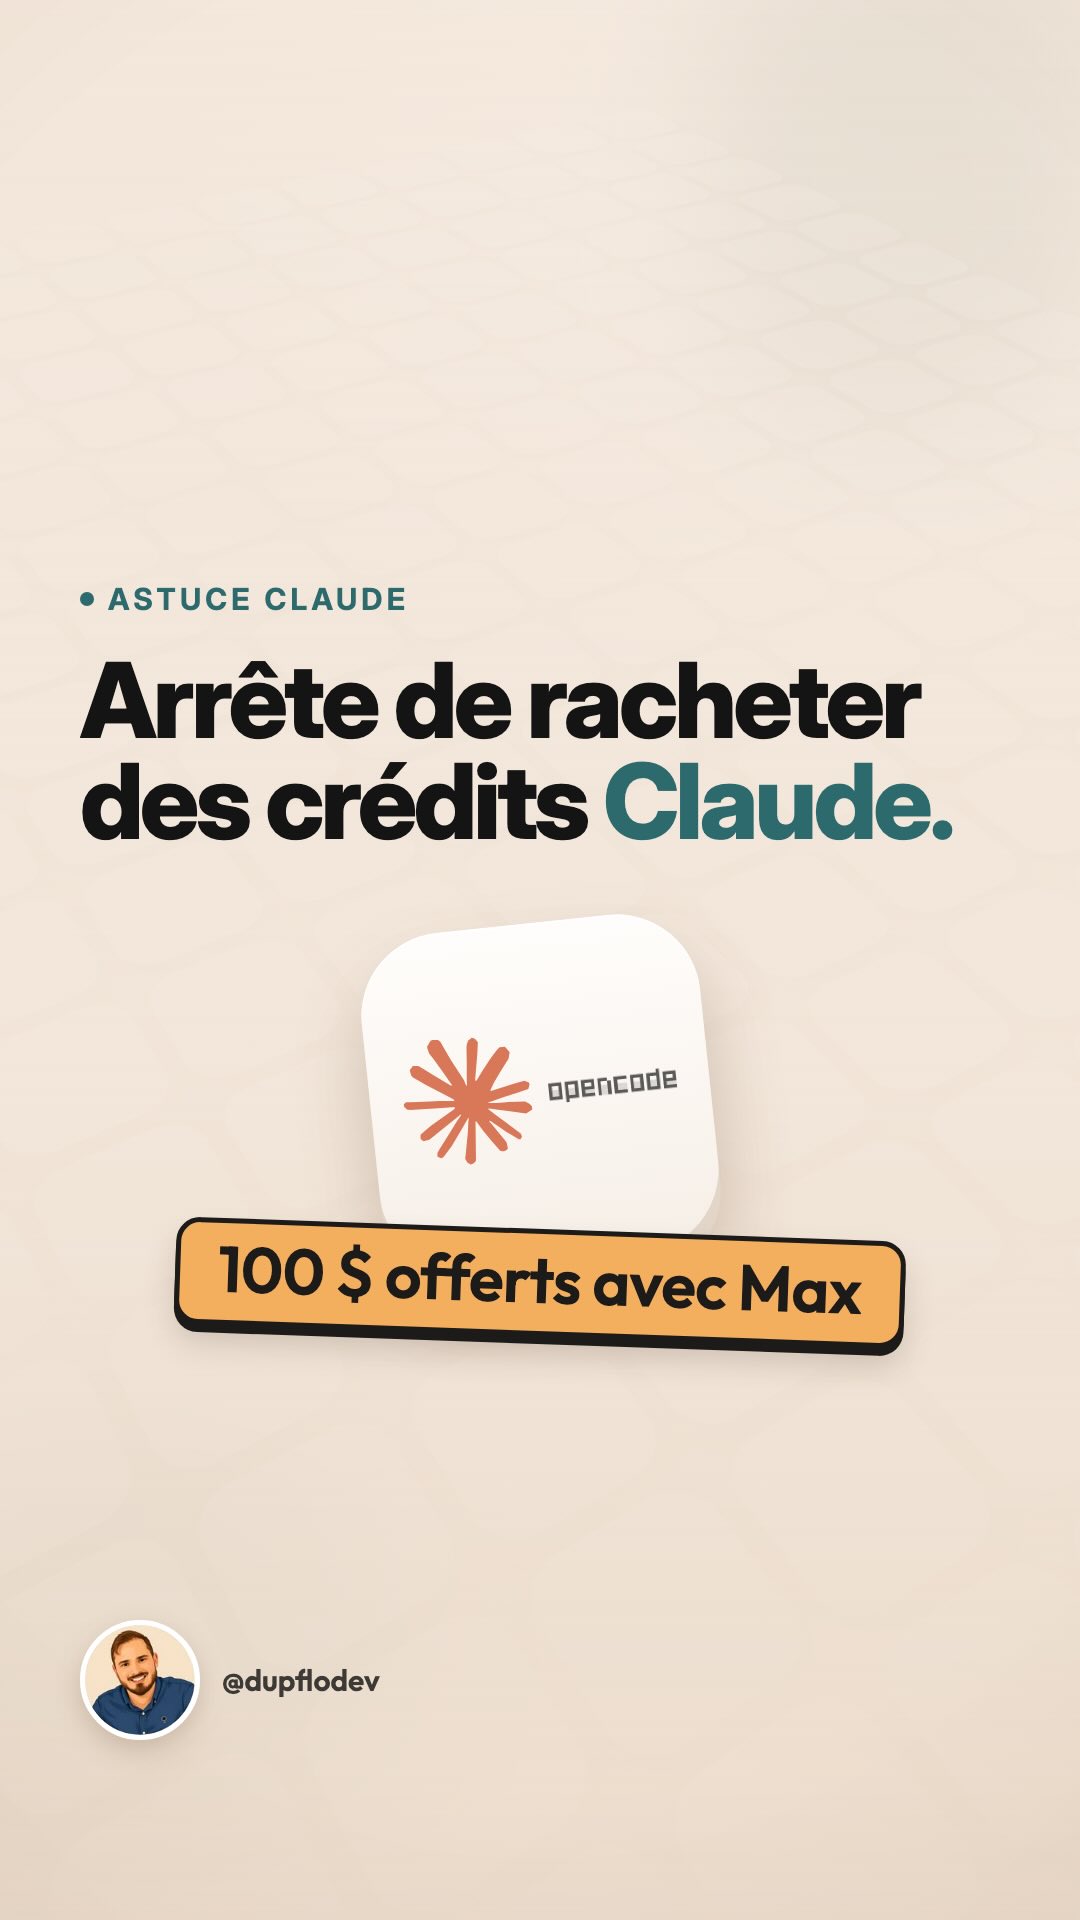 ASTUCE CLAUDE
Arrête de racheter
des crédits Claude.
opencode
100 $ offerts avec Max
@dupflodev